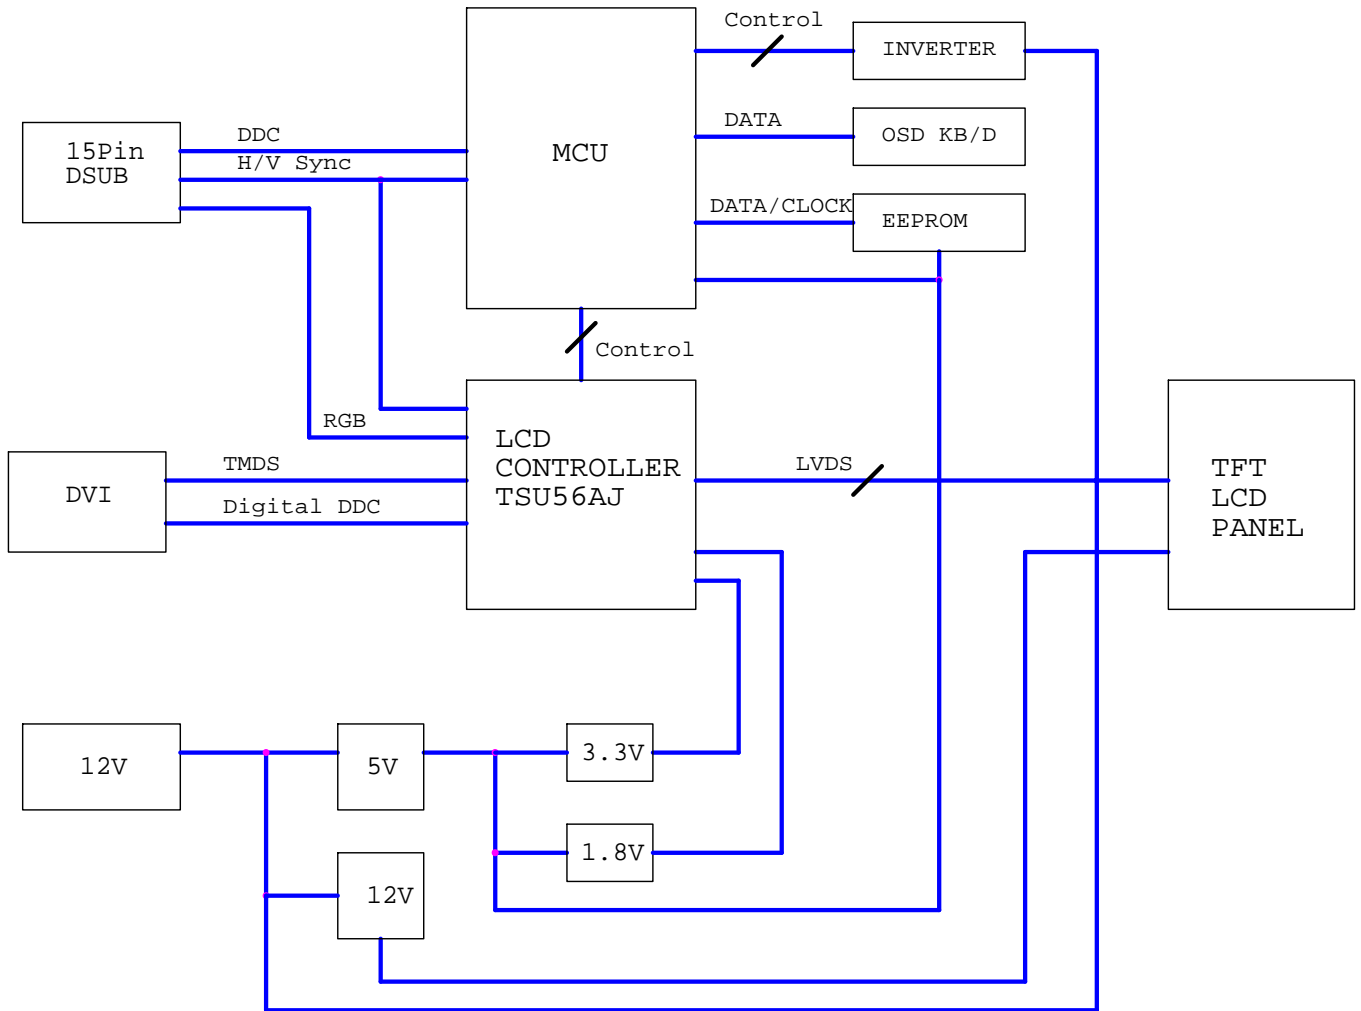 Control
INVERTER
DATA
OSD KB/D
15Pin
DSUB
DDC
H/V Sync
MCU
DATA/CLOCK
EEPROM
Control
RGB
LCD
CONTROLLER
TSU56AJ
DVI
TMDS
Digital DDC
LVDS
TFT
LCD
PANEL
12V
5V
3.3V
1.8V
12V